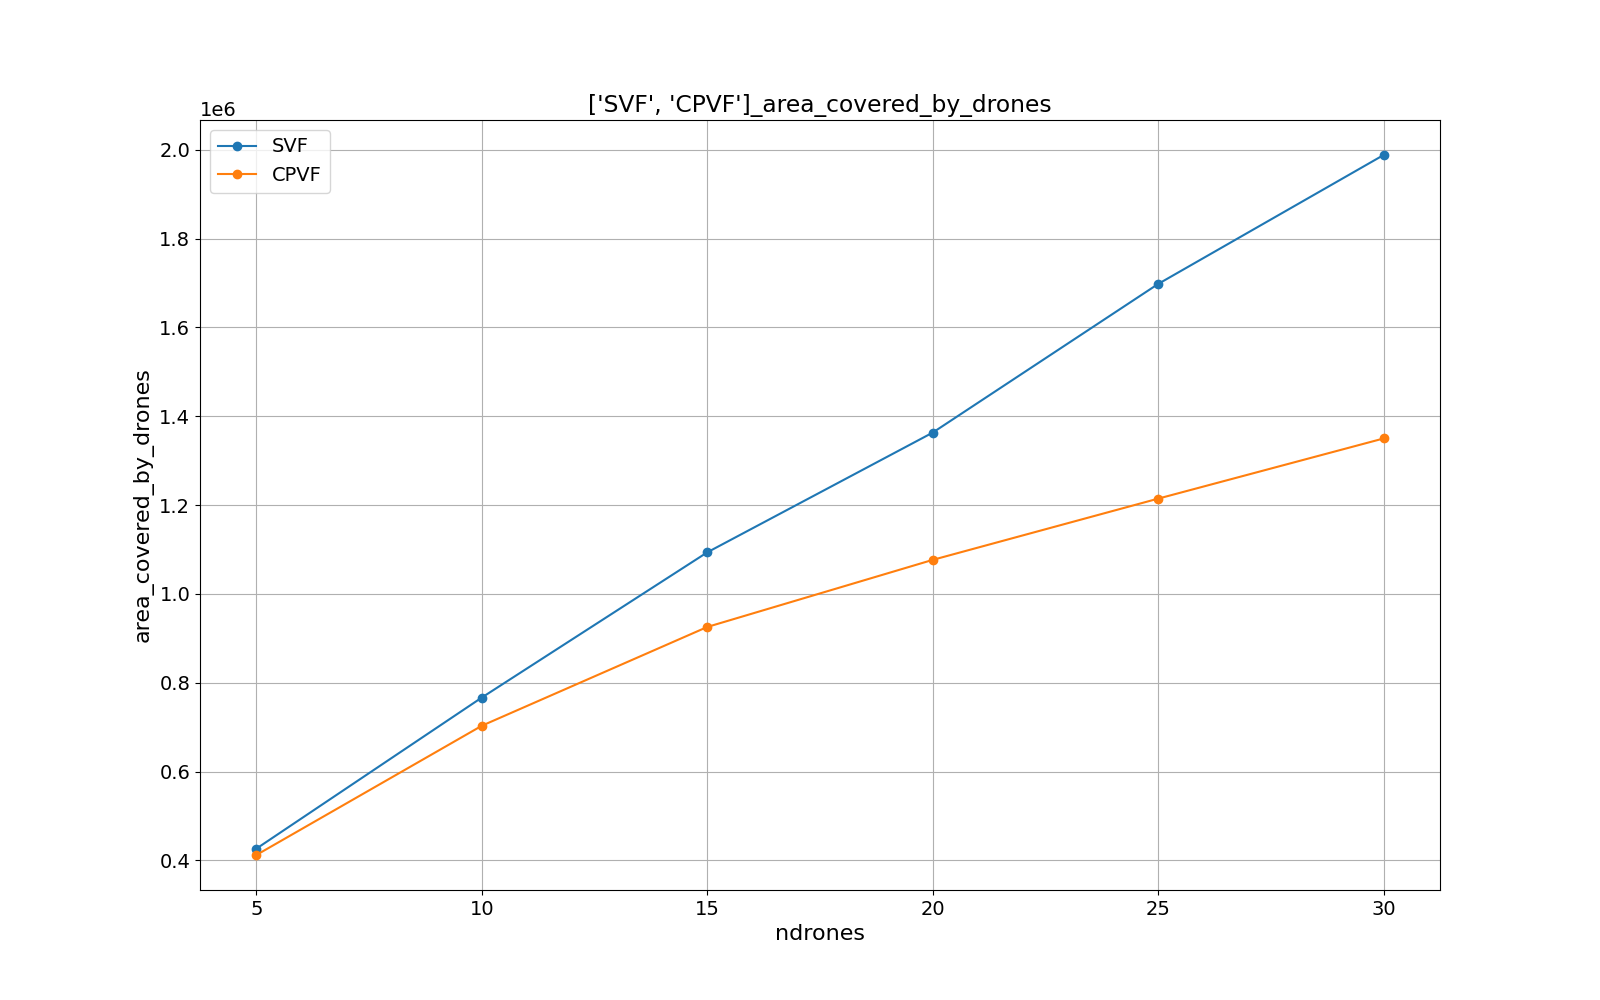 ['SVF', 'CPVF']_area_covered_by_drones
1e6
SVF
CPVF
2.0
1.8
1.6
1.4
1.2
1.0
0.8
0.6
0.4
area_covered_by_drones
5 10 15 20 25 30
ndrones